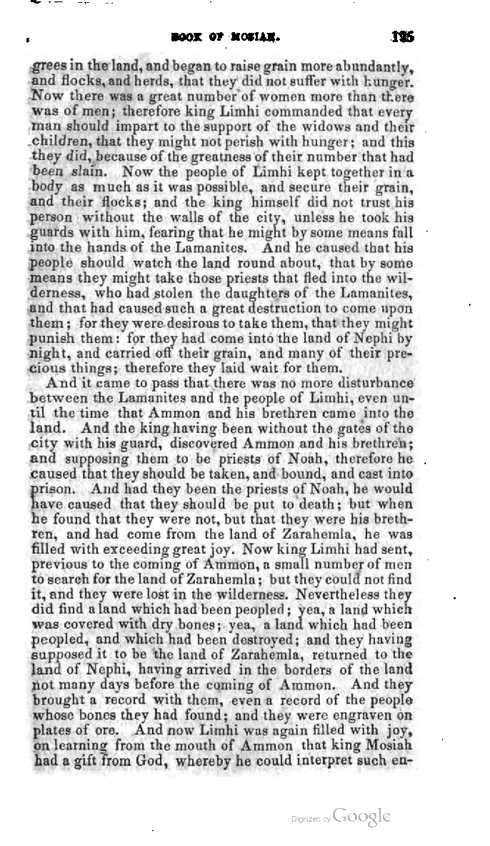 BOOK OF MOSIAH. 195
grees in the land, and began to raise grain more abundantly,
and flocks, and herds, that they did not suffer with hunger.
Now there was a great number of women more than there
was of men; therefore king Limhi commanded that every
man should impart to the support of the widows and their
children, that they might not perish with hunger; and this
they did, because of the greatness of their number that had
been slain. Now the people of Limhi kept together in a
body as much as it was possible, and secure their grain,
and their flocks; and the king himself did not trust his
person without the walls of the city, unless he took his
guards with him, fearing that he might by some means fall
into the hands of the Lamanites. And he caused that his
people should watch the land round about, that by some
means they might take those priests that fled into the wil-
derness, who had stolen the daughters of the Lamanites,
and that had caused such a great destruction to come upon
them; for they were desirous to take them, that they might
punish them: for they had come into the land of Nephi by
night, and carried off their grain, and many of their pre-
cious things; therefore they laid wait for them.
And it came to pass that there was no more disturbance
between the Lamanites and the people of Limhi, even un-
til the time that Ammon and his brethren came into the
land. And the king having been without the gates of the
city with his guard, discovered Ammon and his brethren;
and supposing them to be priests of Noah, therefore he
caused that they should be taken, and bound, and cast into
prison. And had they been the priests of Noah, he would
have caused that they should be put to death; but when
he found that they were not, but that they were his breth-
ren, and had come from the land of Zarahemla, he was
filled with exceeding great joy. Now king Limhi had sent,
previous to the coming of Ammon, a small number of men
to search for the land of Zarahemla; but they could not find
it, and they were lost in the wilderness. Nevertheless they
did find a land which had been peopled; yea, a land which
was covered with dry bones; yea, a land which had been
peopled, and which had been destroyed; and they having
supposed it to be the land of Zarahemla, returned to the
land of Nephi, having arrived in the borders of the land
not many days before the coming of Ammon. And they
brought a record with them, even a record of the people
whose bones they had found; and they were engraven on
plates of ore. And now Limhi was again filled with joy,
on learning from the mouth of Ammon that king Mosiah
had a gift from God, whereby he could interpret such en-
Digitized by Google